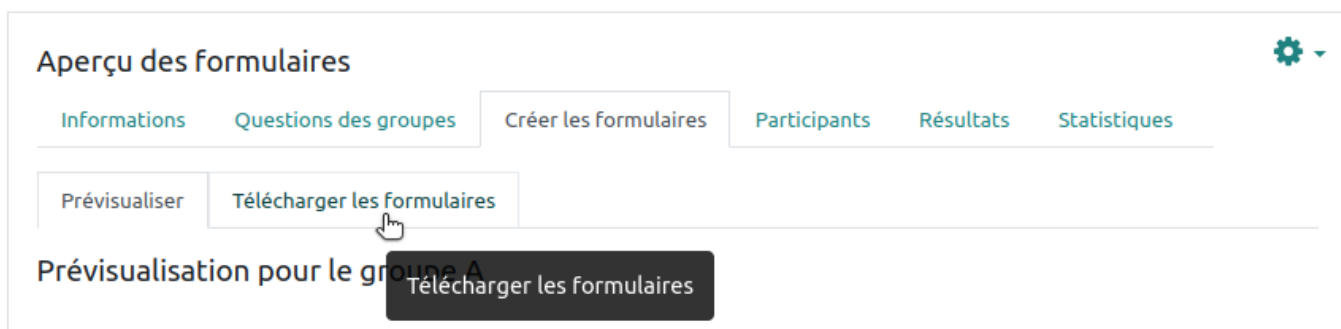 Aperçu des formulaires
Informations Questions des groupes Créer les formulaires Participants Résultats Statistiques
Prévisualiser Télécharger les formulaires
Prévisualisation pour le groupe A
Télécharger les formulaires